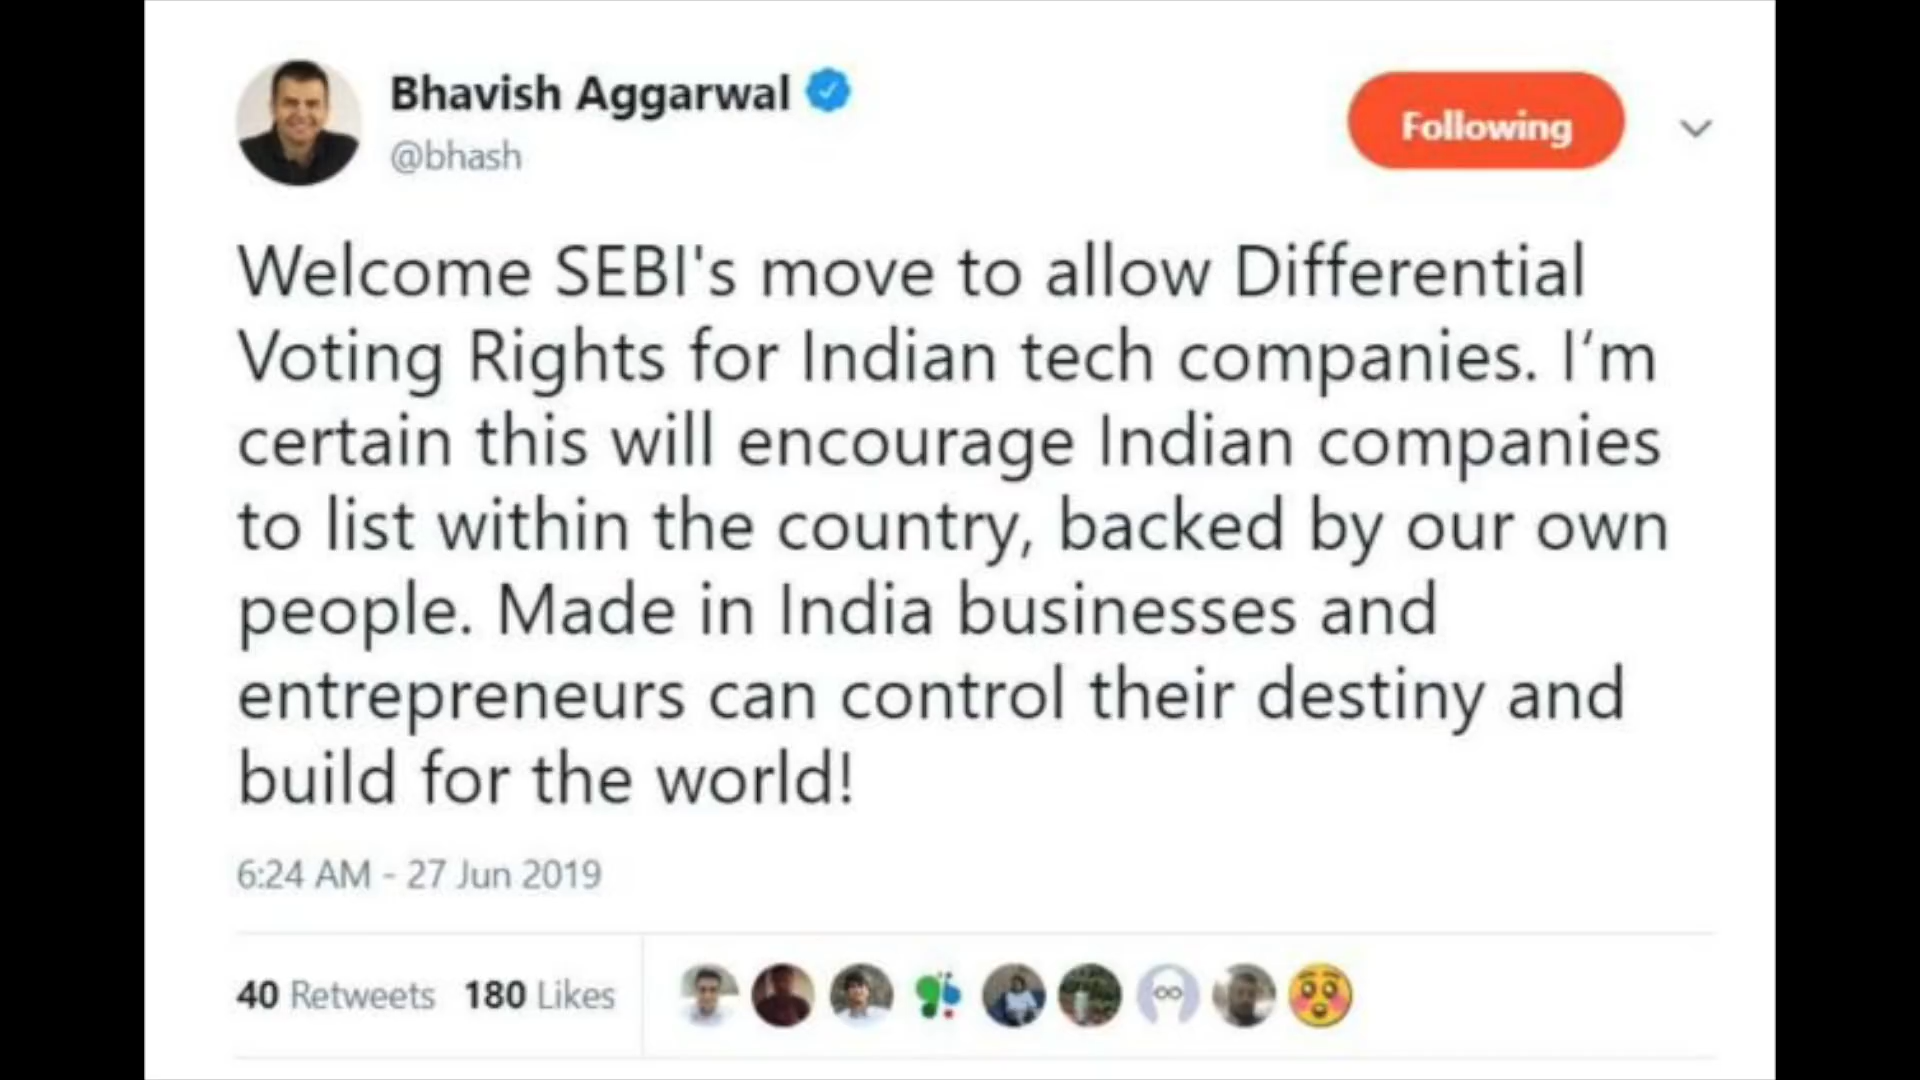 Bhavish Aggarwal
@bhash
Following
Welcome SEBI's move to allow Differential
Voting Rights for Indian tech companies. I’m
certain this will encourage Indian companies
to list within the country, backed by our own
people. Made in India businesses and
entrepreneurs can control their destiny and
build for the world!
6:24 AM - 27 Jun 2019
40 Retweets 180 Likes